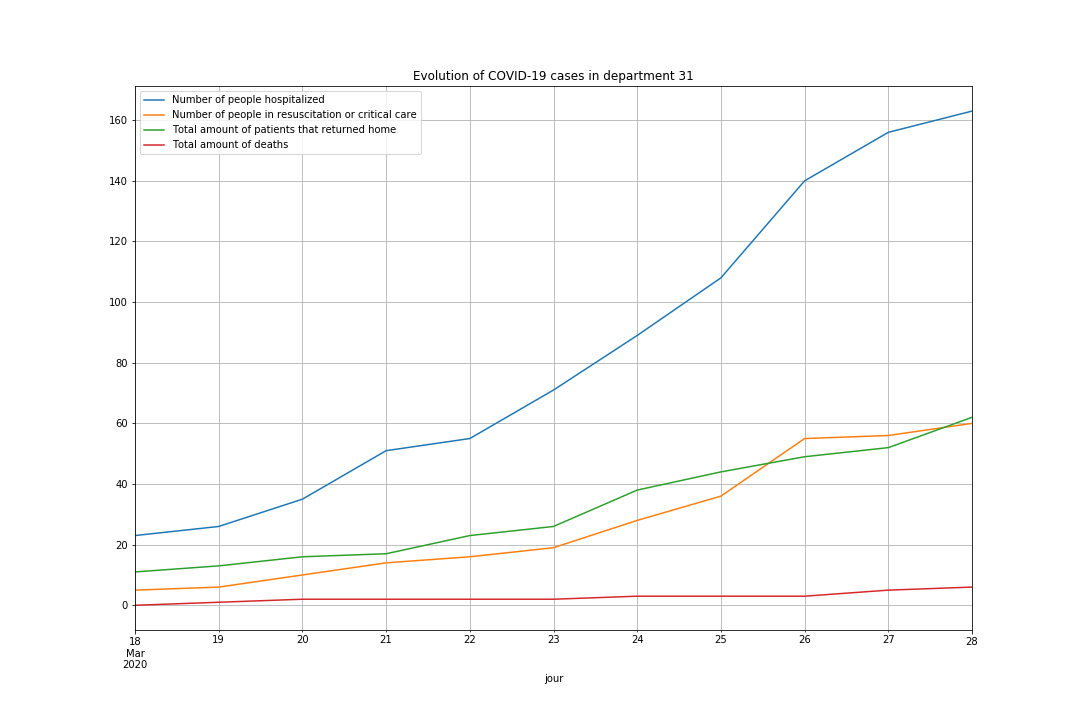 Evolution of COVID-19 cases in department 31
Number of people hospitalized
Number of people in resuscitation or critical care
Total amount of patients that returned home
Total amount of deaths
160
140
120
100
80
60
40
20
0
18 19 20 21 22 23 24 25 26 27 28
Mar
2020
jour